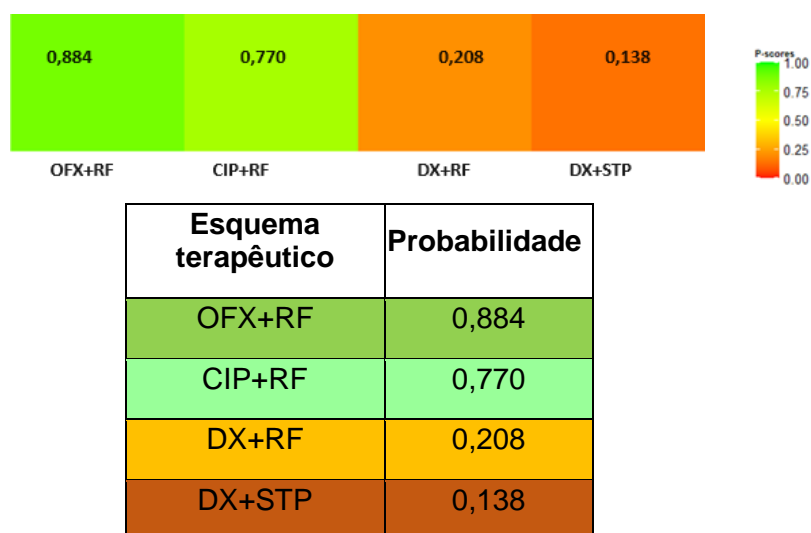 0,884 0,770 0,208 0,138
OFX+RF CIP+RF DX+RF DX+STP
P-scores
1.00
0.75
0.50
0.25
0.00
Esquema
terapêutico
Probabilidade
OFX+RF 0,884
CIP+RF 0,770
DX+RF 0,208
DX+STP 0,138